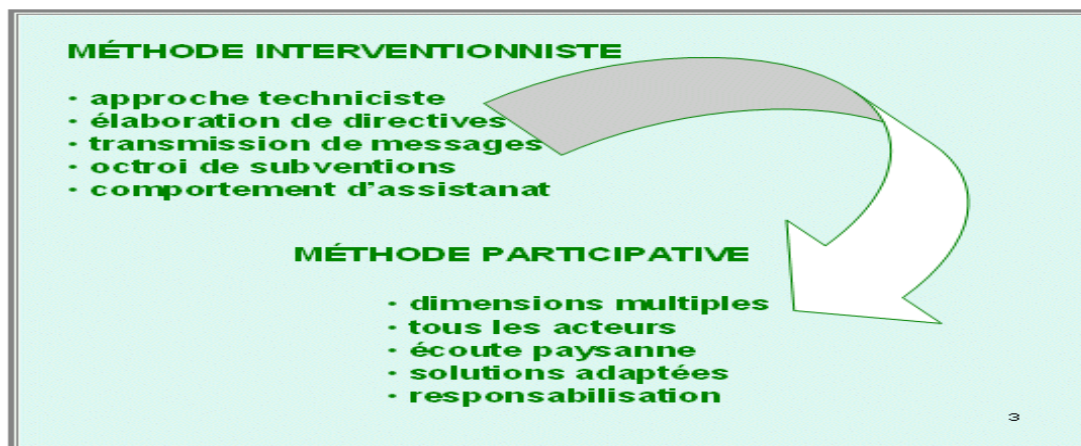 MÉTHODE INTERVENTIONNISTE
• approche techniciste
• élaboration de directives
• transmission de messages
• octroi de subventions
• comportement d'assistanat
MÉTHODE PARTICIPATIVE
• dimensions multiples
• tous les acteurs
• écoute paysanne
• solutions adaptées
• responsabilisation
3